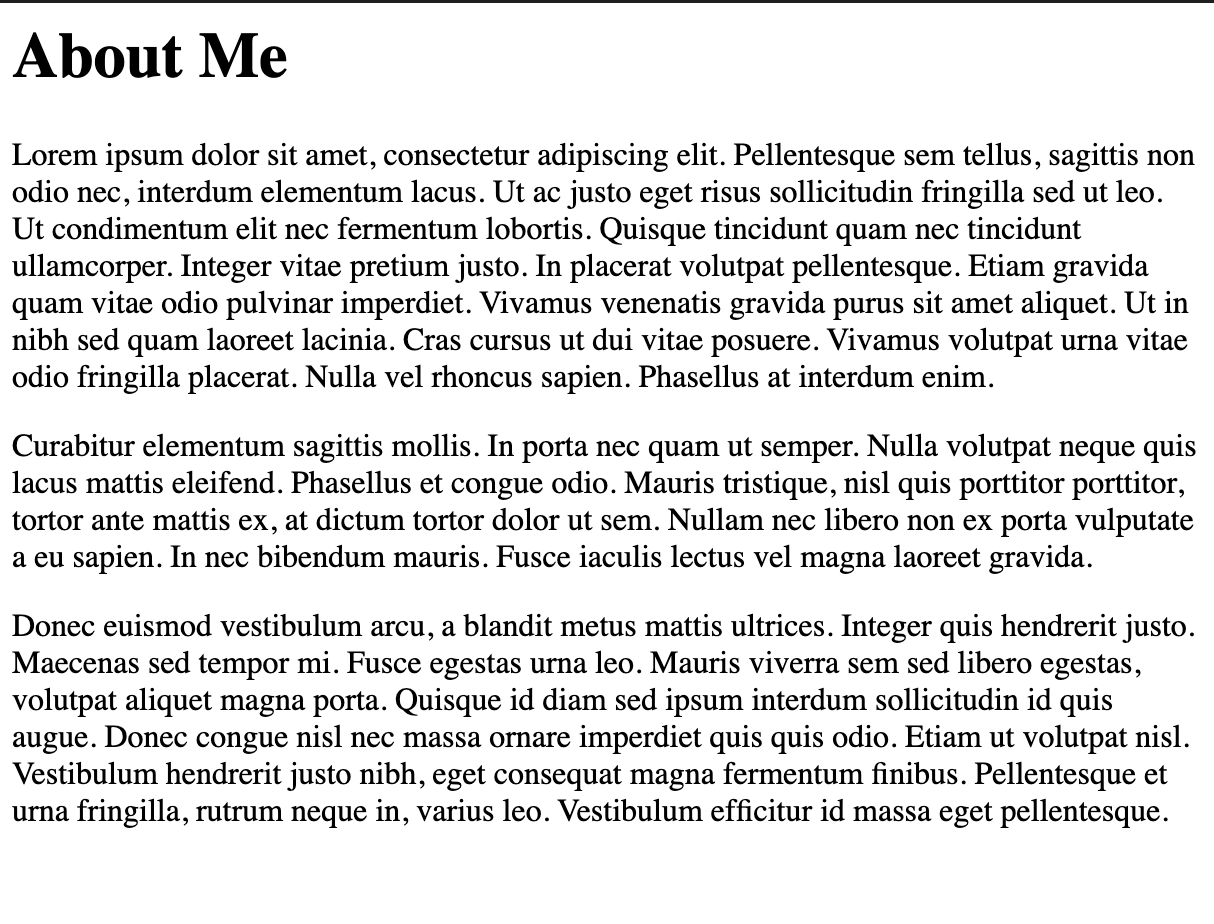 About Me
Lorem ipsum dolor sit amet, consectetur adipiscing elit. Pellentesque sem tellus, sagittis non
odio nec, interdum elementum lacus. Ut ac justo eget risus sollicitudin fringilla sed ut leo.
Ut condimentum elit nec fermentum lobortis. Quisque tincidunt quam nec tincidunt
ullamcorper. Integer vitae pretium justo. In placerat volutpat pellentesque. Etiam gravida
quam vitae odio pulvinar imperdiet. Vivamus venenatis gravida purus sit amet aliquet. Ut in
nibh sed quam laoreet lacinia. Cras cursus ut dui vitae posuere. Vivamus volutpat urna vitae
odio fringilla placerat. Nulla vel rhoncus sapien. Phasellus at interdum enim.
Curabitur elementum sagittis mollis. In porta nec quam ut semper. Nulla volutpat neque quis
lacus mattis eleifend. Phasellus et congue odio. Mauris tristique, nisl quis porttitor porttitor,
tortor ante mattis ex, at dictum tortor dolor ut sem. Nullam nec libero non ex porta vulputate
a eu sapien. In nec bibendum mauris. Fusce iaculis lectus vel magna laoreet gravida.
Donec euismod vestibulum arcu, a blandit metus mattis ultrices. Integer quis hendrerit justo.
Maecenas sed tempor mi. Fusce egestas urna leo. Mauris viverra sem sed libero egestas,
volutpat aliquet magna porta. Quisque id diam sed ipsum interdum sollicitudin id quis
augue. Donec congue nisl nec massa ornare imperdiet quis quis odio. Etiam ut volutpat nisl.
Vestibulum hendrerit justo nibh, eget consequat magna fermentum finibus. Pellentesque et
urna fringilla, rutrum neque in, varius leo. Vestibulum efficitur id massa eget pellentesque.